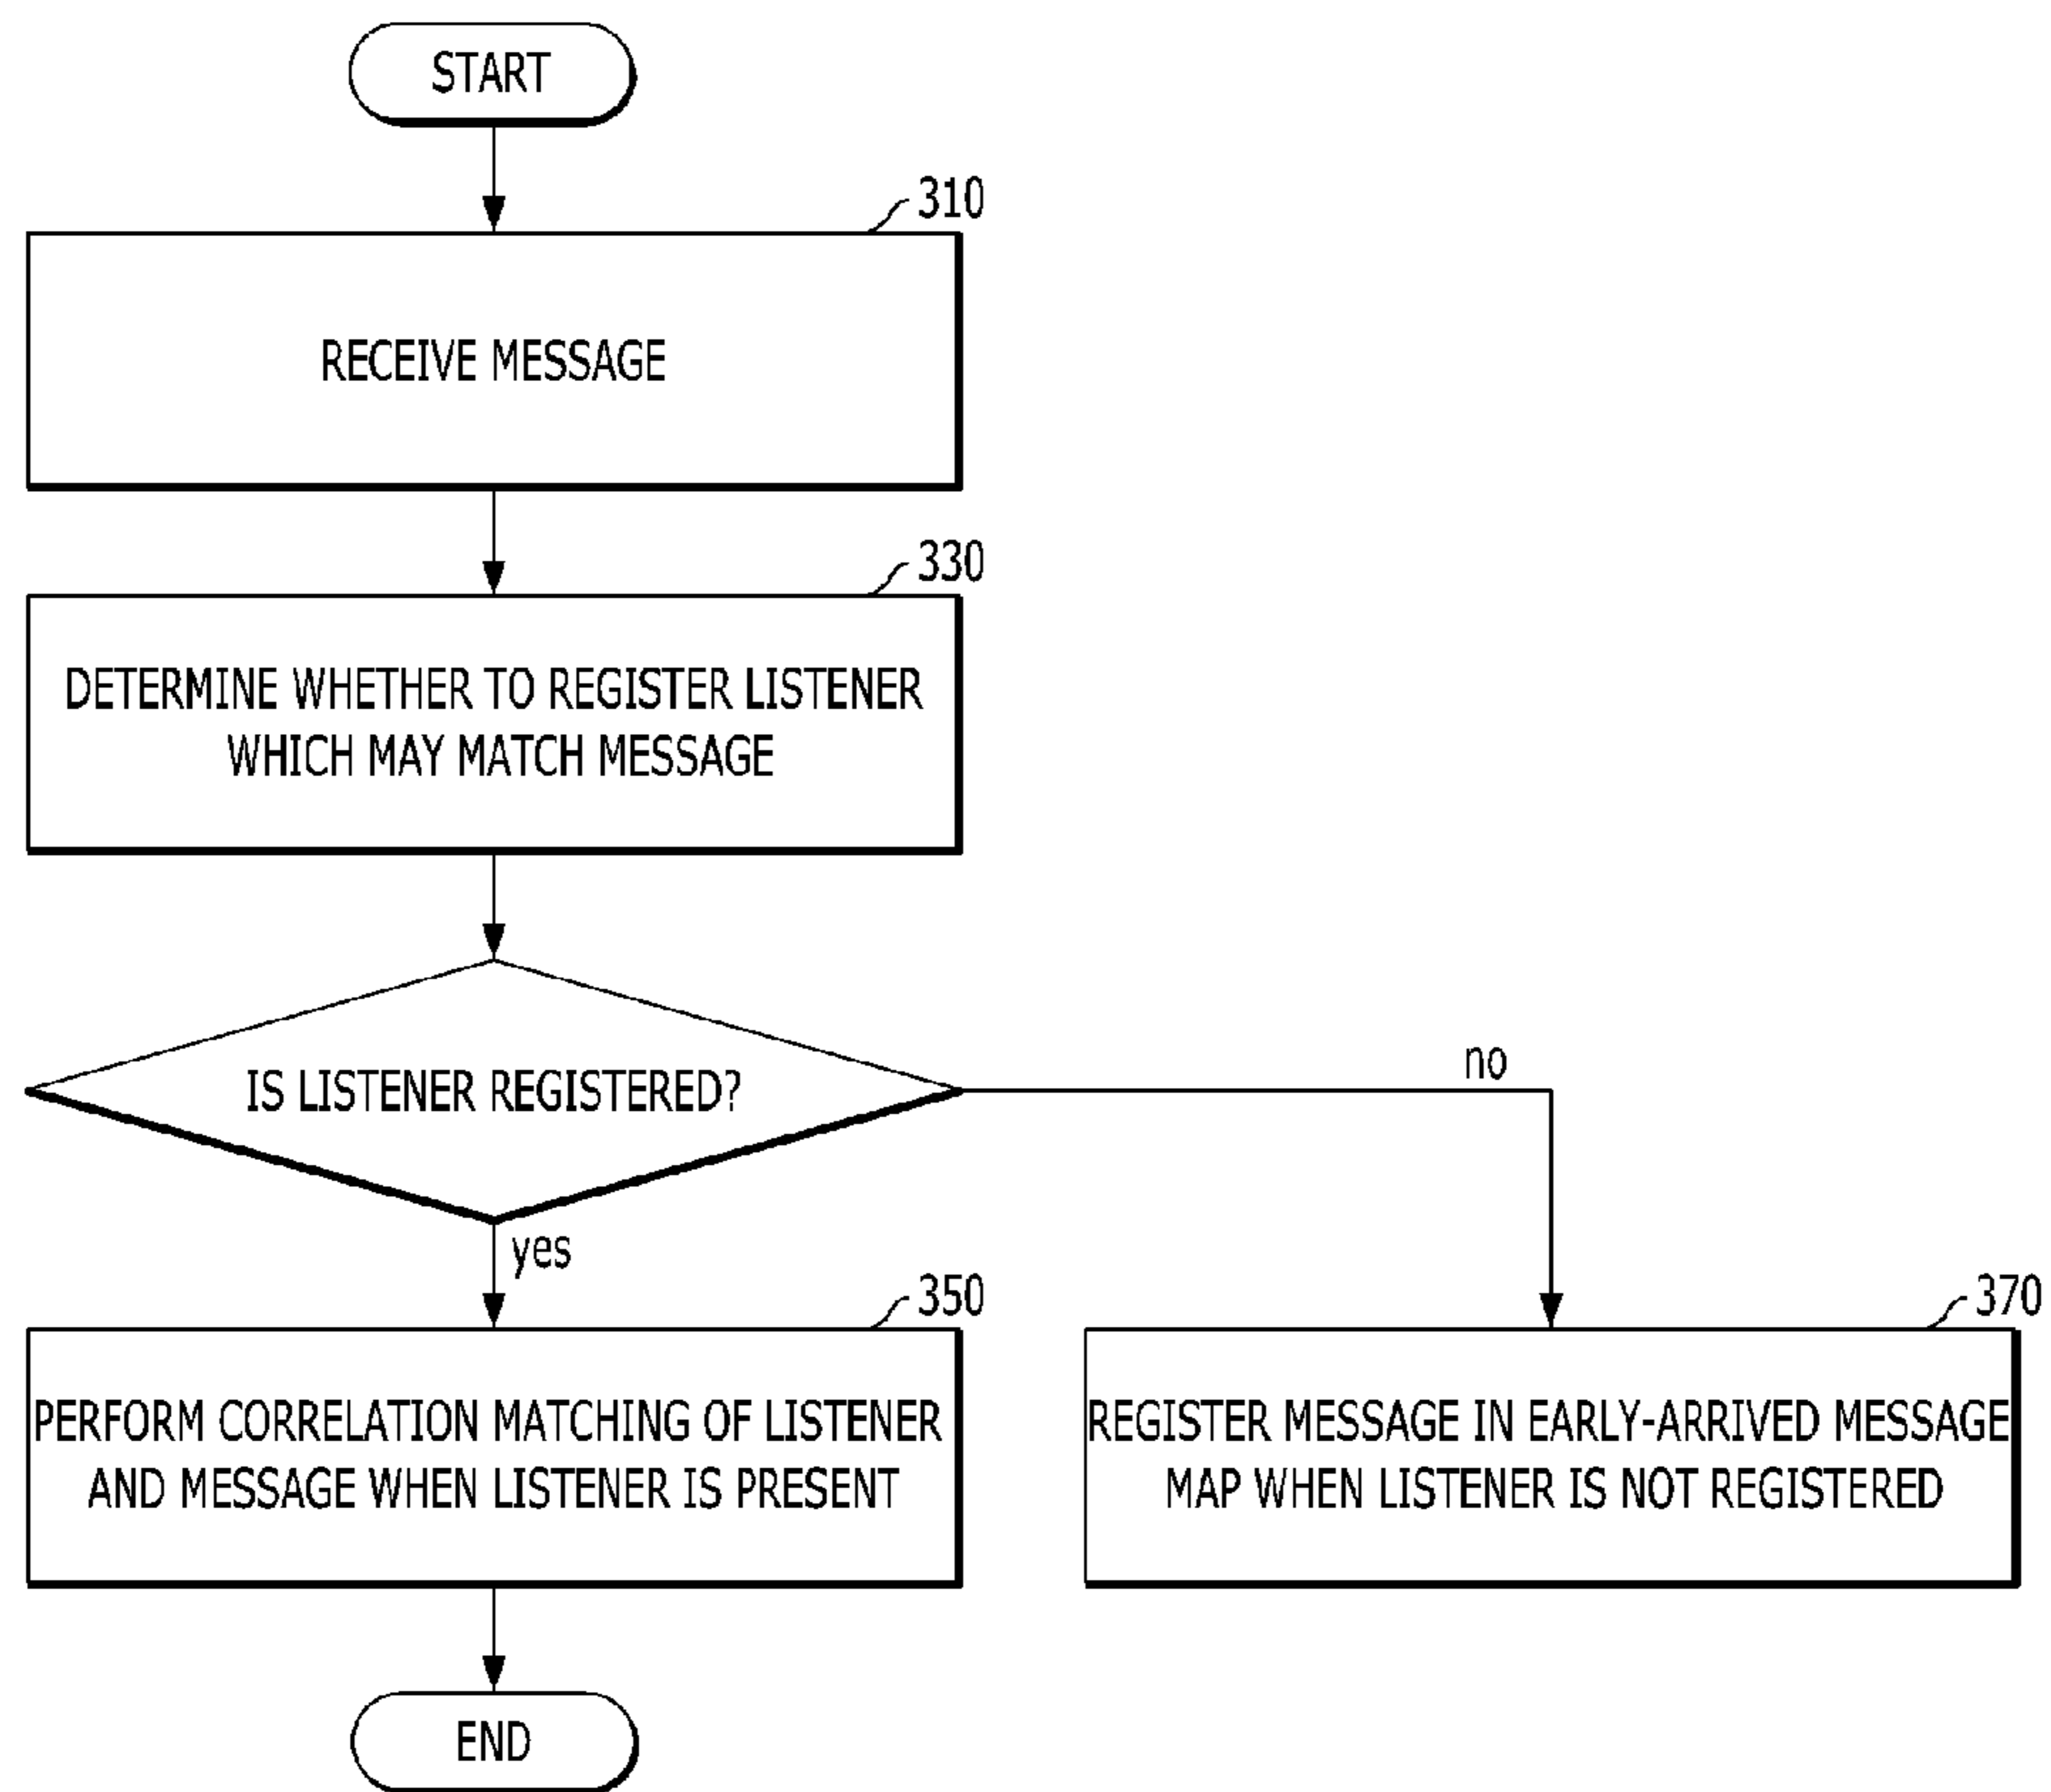 START
310
RECEIVE MESSAGE
330
DETERMINE WHETHER TO REGISTER LISTENER
WHICH MAY MATCH MESSAGE
IS LISTENER REGISTERED?
no
yes
350
PERFORM CORRELATION MATCHING OF LISTENER
AND MESSAGE WHEN LISTENER IS PRESENT
370
REGISTER MESSAGE IN EARLY-ARRIVED MESSAGE
MAP WHEN LISTENER IS NOT REGISTERED
END